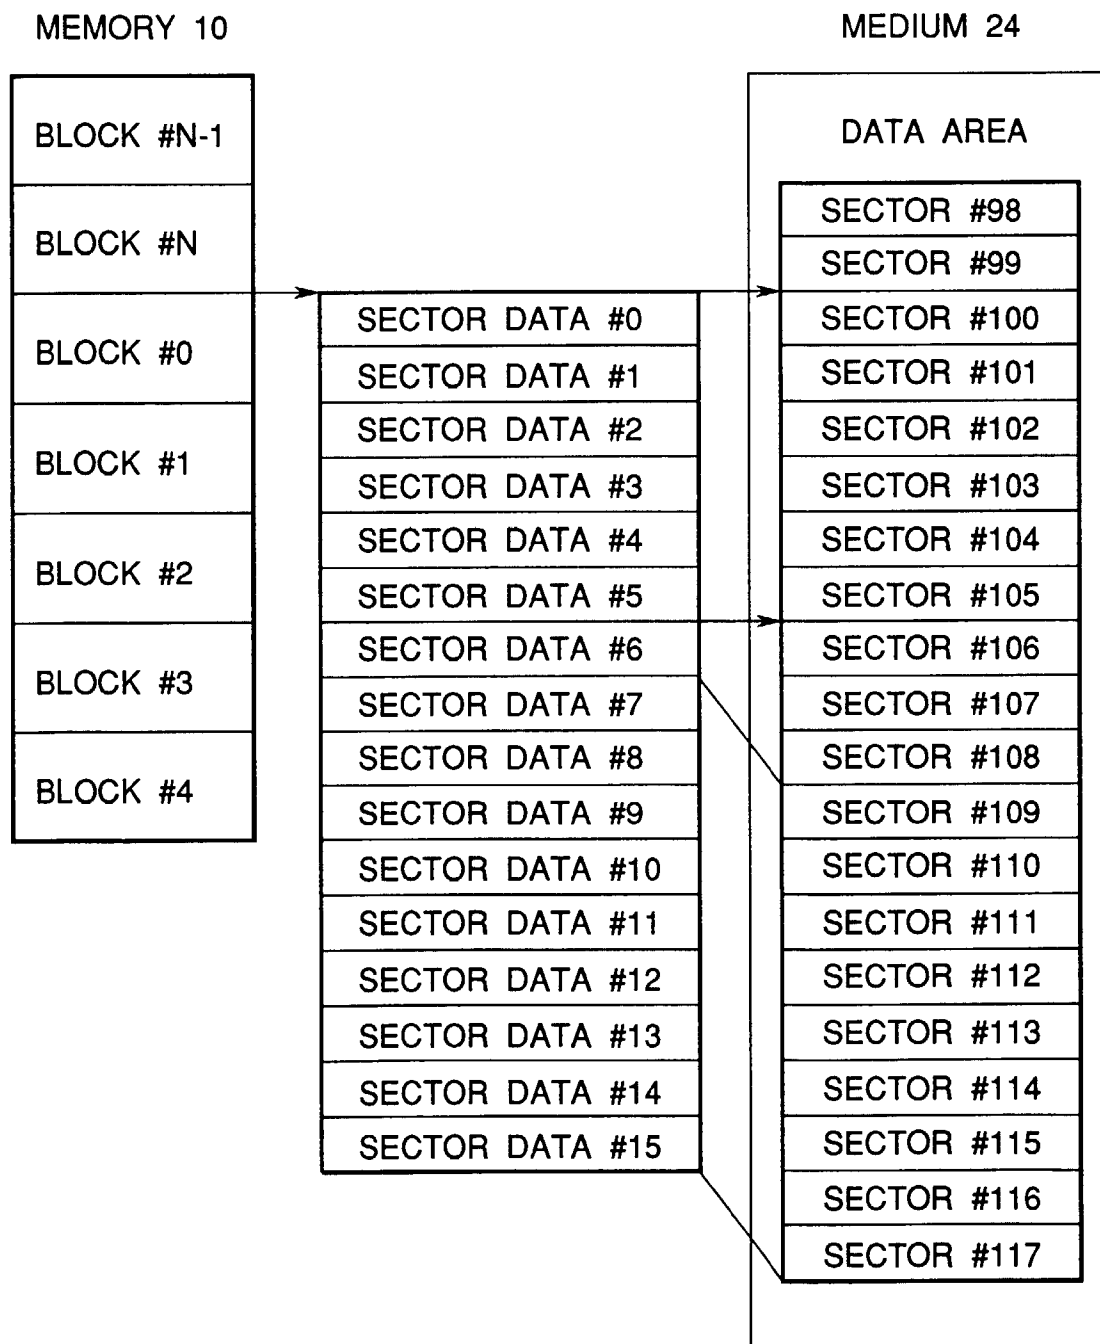 MEMORY 10
BLOCK #N-1
BLOCK #N
BLOCK #0
BLOCK #1
BLOCK #2
BLOCK #3
BLOCK #4
SECTOR DATA #0
SECTOR DATA #1
SECTOR DATA #2
SECTOR DATA #3
SECTOR DATA #4
SECTOR DATA #5
SECTOR DATA #6
SECTOR DATA #7
SECTOR DATA #8
SECTOR DATA #9
SECTOR DATA #10
SECTOR DATA #11
SECTOR DATA #12
SECTOR DATA #13
SECTOR DATA #14
SECTOR DATA #15
MEDIUM 24
DATA AREA
SECTOR #98
SECTOR #99
SECTOR #100
SECTOR #101
SECTOR #102
SECTOR #103
SECTOR #104
SECTOR #105
SECTOR #106
SECTOR #107
SECTOR #108
SECTOR #109
SECTOR #110
SECTOR #111
SECTOR #112
SECTOR #113
SECTOR #114
SECTOR #115
SECTOR #116
SECTOR #117